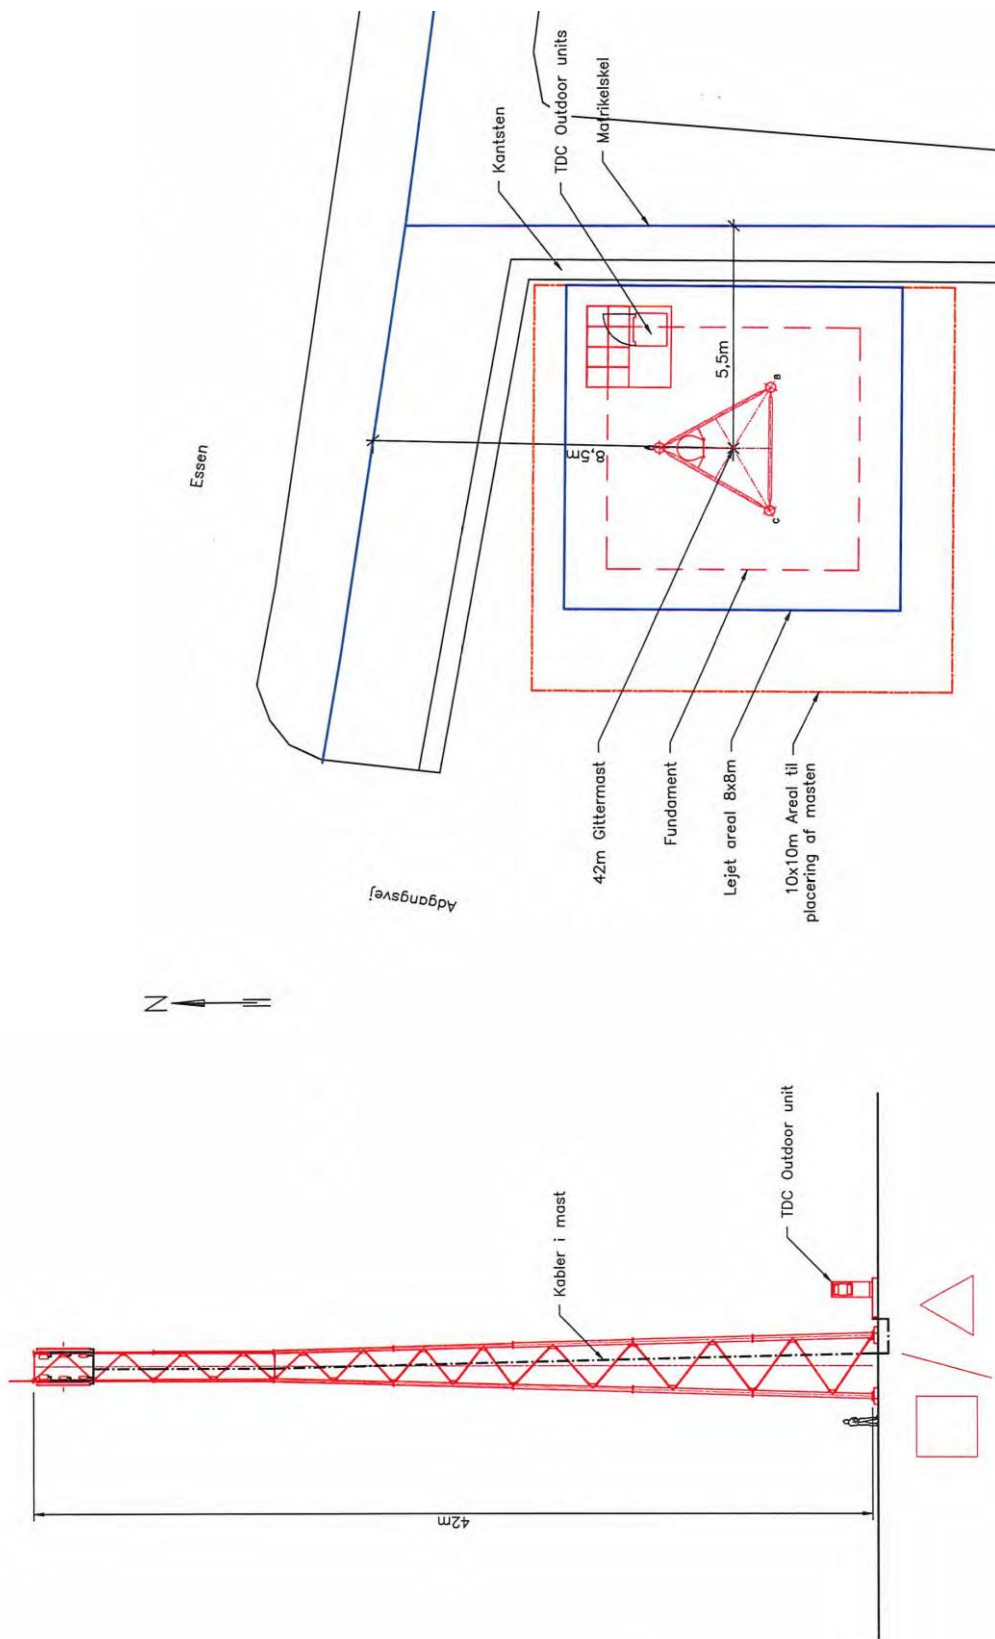 Essen
Kantsten
TDC Outdoor units
Matrikelskel
5,5m
8,5m
B
C
42m Gittermast
Fundament
Lejet areal 8x8m
10x10m Areal til
placering af masten
Adgangsvej
N
Kabler i mast
TDC Outdoor unit
42m